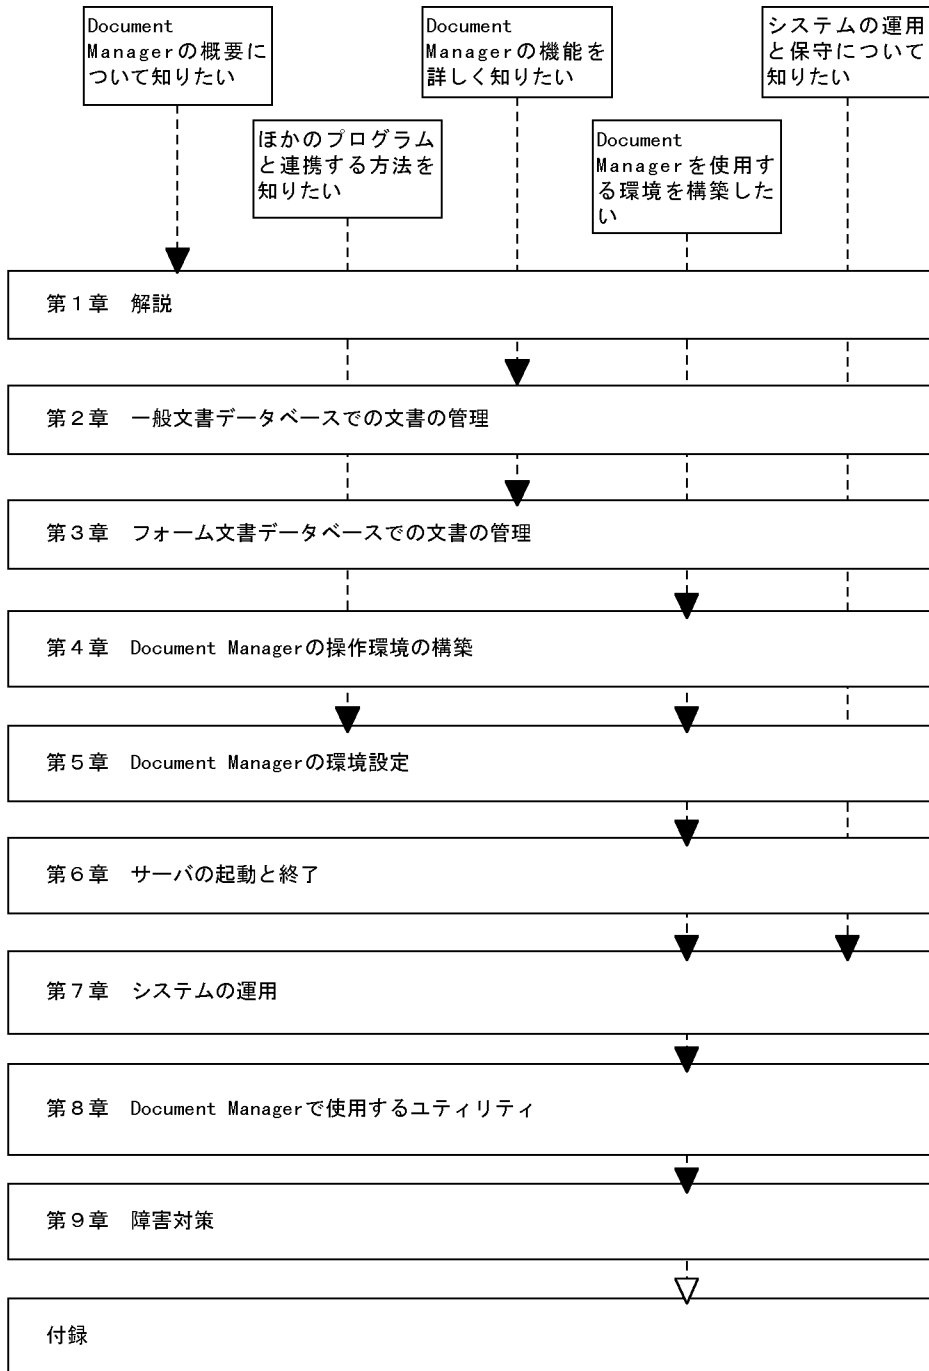 Document
Managerの概要に
ついて知りたい
Document
Managerの機能を
詳しく知りたい
システムの運用
と保守について
知りたい
ほかのプログラム
と連携する方法を
知りたい
Document
Managerを使用す
る環境を構築した
い
第１章　解説
第２章　一般文書データベースでの文書の管理
第３章　フォーム文書データベースでの文書の管理
第４章　Document Managerの操作環境の構築
第５章　Document Managerの環境設定
第６章　サーバの起動と終了
第７章　システムの運用
第８章　Document Managerで使用するユティリティ
第９章　障害対策
付録